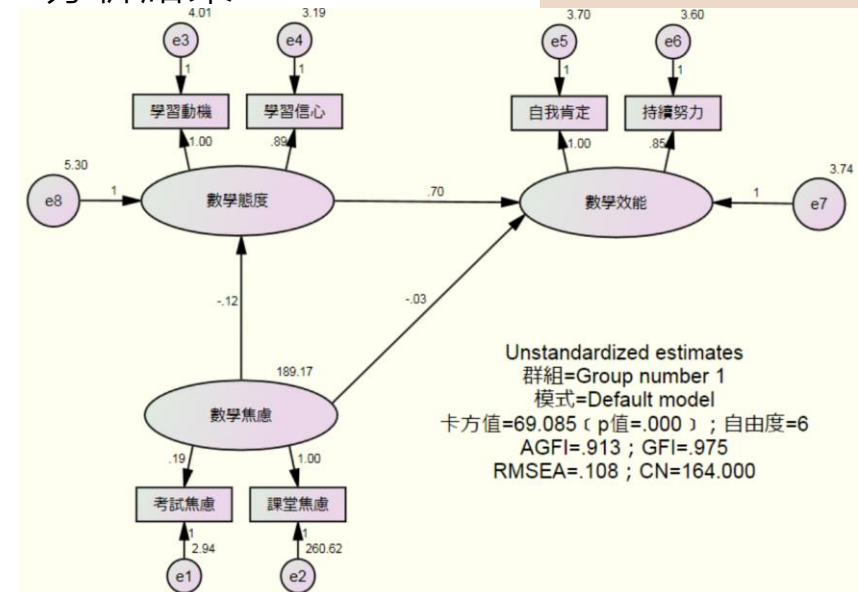 4.01
3.19
3.70
3.60
e3
e4
e5
e6
1
1
1
1
學習動機
學習信心
自我肯定
持續努力
1.00
.89
1.00
.85
5.30
e8
1
數學態度
.70
數學效能
1
3.74
e7
-.12
-.03
189.17
數學焦慮
Unstandardized estimates
群組=Group number 1
模式=Default model
卡方值=69.085﹝p值=.000﹞；自由度=6
AGFI=.913；GFI=.975
RMSEA=.108；CN=164.000
.19
1.00
考試焦慮
課堂焦慮
1
1
2.94
260.62
e1
e2